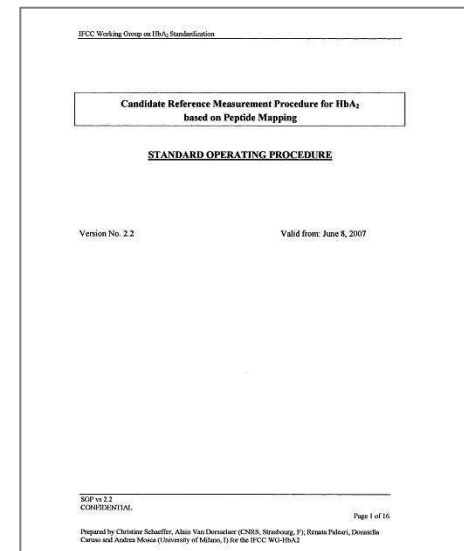 IFCC Working Group on HbA₂ Standardization
Candidate Reference Measurement Procedure for HbA₂
based on Peptide Mapping
STANDARD OPERATING PROCEDURE
Version No. 2.2 Valid from: June 8, 2007
SOP vs 2.2
CONFIDENTIAL
Page 1 of 16
Prepared by Christine Schaeffer, Alain Van Dorsselaer (CNRS, Strasbourg, F); Renata Paleari, Donatella
Caruso and Andrea Mosca (University of Milano, I) for the IFCC WG-HbA2